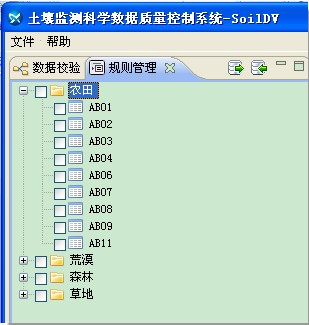 土壤监测科学数据质量控制系统-SoilDV
文件 帮助
数据校验 规则管理
农田
AB01
AB02
AB03
AB04
AB06
AB07
AB08
AB09
AB11
荒漠
森林
草地